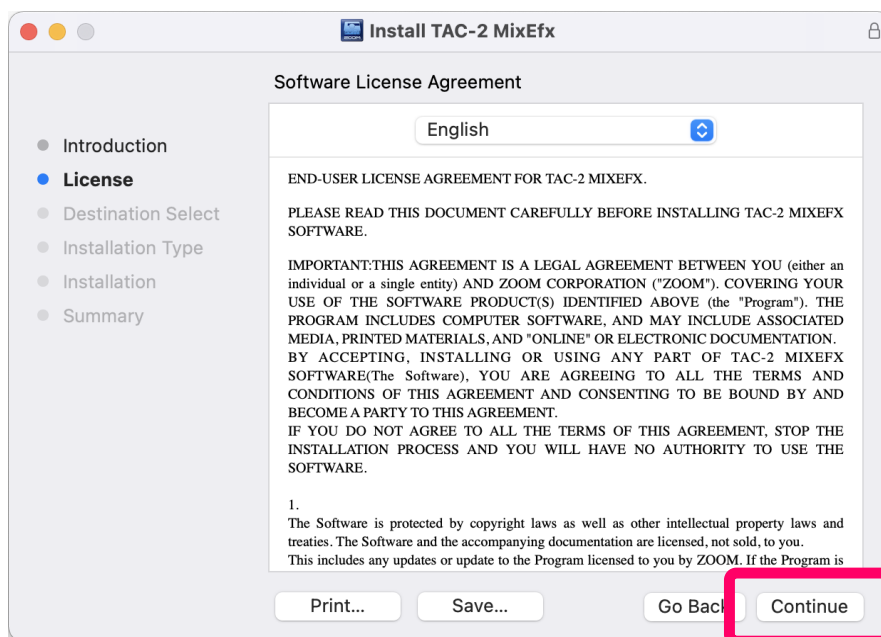 Install TAC-2 MixEfx
Software License Agreement
Introduction
License
Destination Select
Installation Type
Installation
Summary
English
END-USER LICENSE AGREEMENT FOR TAC-2 MIXEFX.
PLEASE READ THIS DOCUMENT CAREFULLY BEFORE INSTALLING TAC-2 MIXEFX
SOFTWARE.
IMPORTANT:THIS AGREEMENT IS A LEGAL AGREEMENT BETWEEN YOU (either an
individual or a single entity) AND ZOOM CORPORATION ("ZOOM"). COVERING YOUR
USE OF THE SOFTWARE PRODUCT(S) IDENTIFIED ABOVE (the "Program"). THE
PROGRAM INCLUDES COMPUTER SOFTWARE, AND MAY INCLUDE ASSOCIATED
MEDIA, PRINTED MATERIALS, AND "ONLINE" OR ELECTRONIC DOCUMENTATION.
BY ACCEPTING, INSTALLING OR USING ANY PART OF TAC-2 MIXEFX
SOFTWARE(The Software), YOU ARE AGREEING TO ALL THE TERMS AND
CONDITIONS OF THIS AGREEMENT AND CONSENTING TO BE BOUND BY AND
BECOME A PARTY TO THIS AGREEMENT.
IF YOU DO NOT AGREE TO ALL THE TERMS OF THIS AGREEMENT, STOP THE
INSTALLATION PROCESS AND YOU WILL HAVE NO AUTHORITY TO USE THE
SOFTWARE.
1.
The Software is protected by copyright laws as well as other intellectual property laws and
treaties. The Software and the accompanying documentation are licensed, not sold, to you.
This includes any updates or update to the Program licensed to you by ZOOM. If the Program is
Print...
Save...
Go Back
Continue